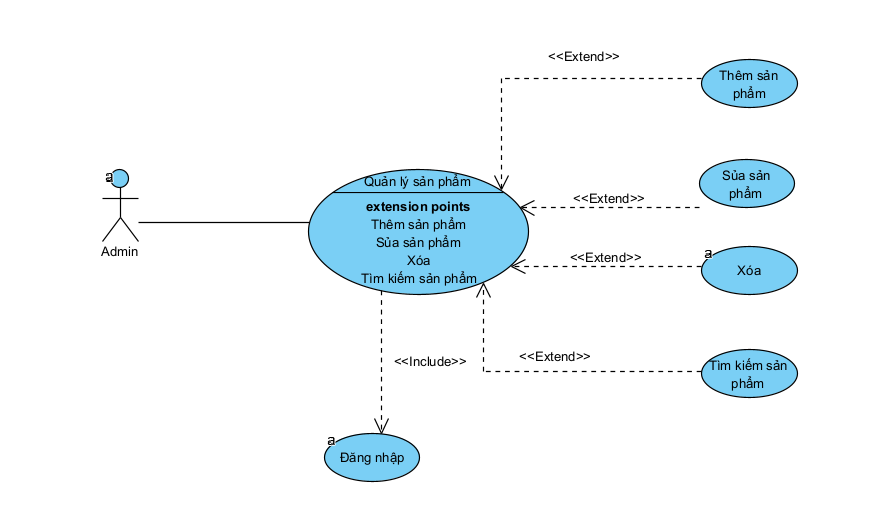 <<Extend>>
Thêm sản
phẩm
a
Admin
Quản lý sản phẩm
extension points
Thêm sản phẩm
Sủa sản phẩm
Xóa
Tìm kiếm sản phẩm
<<Extend>>
Sủa sản
phẩm
<<Extend>>
a
Xóa
<<Extend>>
Tìm kiếm sản
phẩm
<<Include>>
a
Đăng nhập